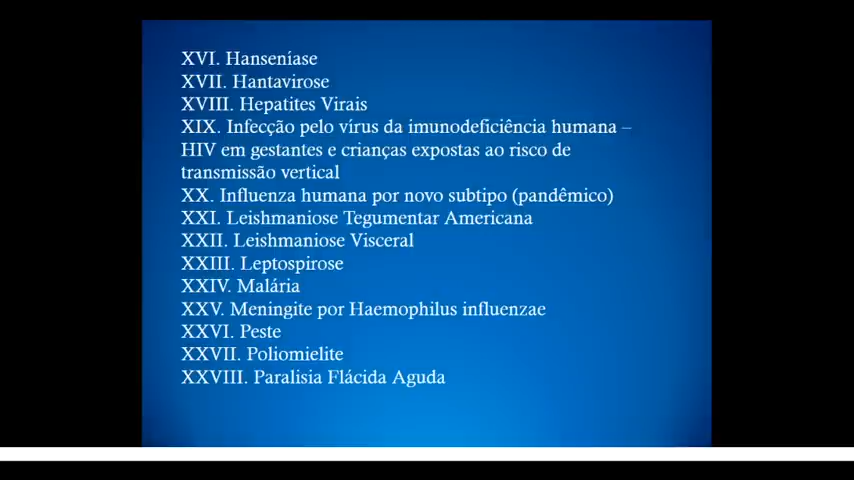 XVI. Hanseníase
XVII. Hantavirose
XVIII. Hepatites Virais
XIX. Infecção pelo vírus da imunodeficiência humana –
HIV em gestantes e crianças expostas ao risco de
transmissão vertical
XX. Influenza humana por novo subtipo (pandêmico)
XXI. Leishmaniose Tegumentar Americana
XXII. Leishmaniose Visceral
XXIII. Leptospirose
XXIV. Malária
XXV. Meningite por Haemophilus influenzae
XXVI. Peste
XXVII. Poliomielite
XXVIII. Paralisia Flácida Aguda